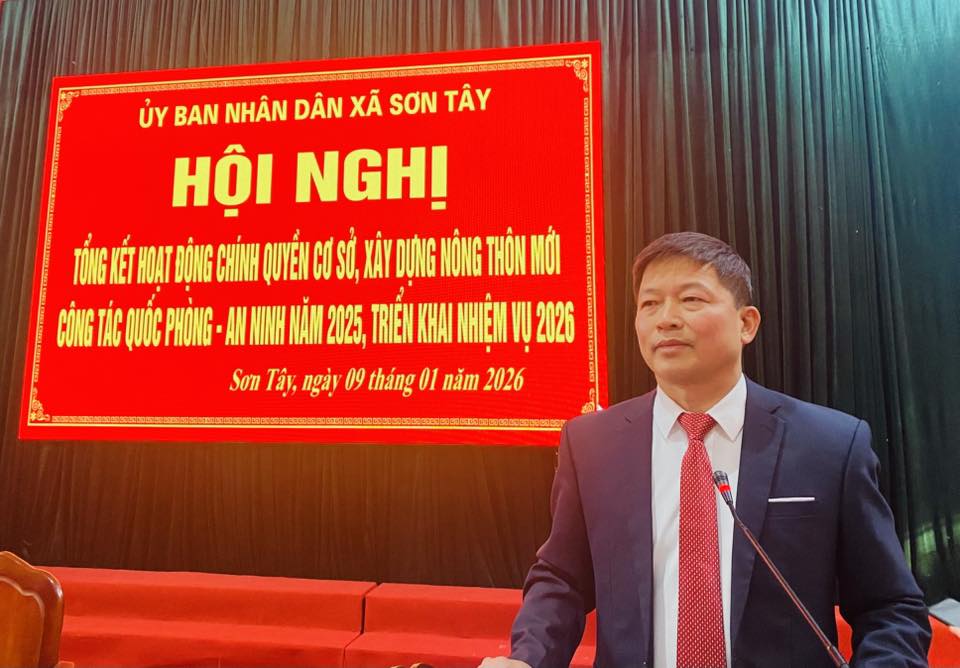 ỦY BAN NHÂN DÂN XÃ SƠN TÂY
HỘI NGHỊ
TỔNG KẾT HOẠT ĐỘNG CHÍNH QUYỀN CƠ SỞ, XÂY DỰNG NÔNG THÔN MỚI
CÔNG TÁC QUỐC PHÒNG - AN NINH NĂM 2025, TRIỂN KHAI NHIỆM VỤ 2026
Sơn Tây, ngày 09 tháng 01 năm 2026